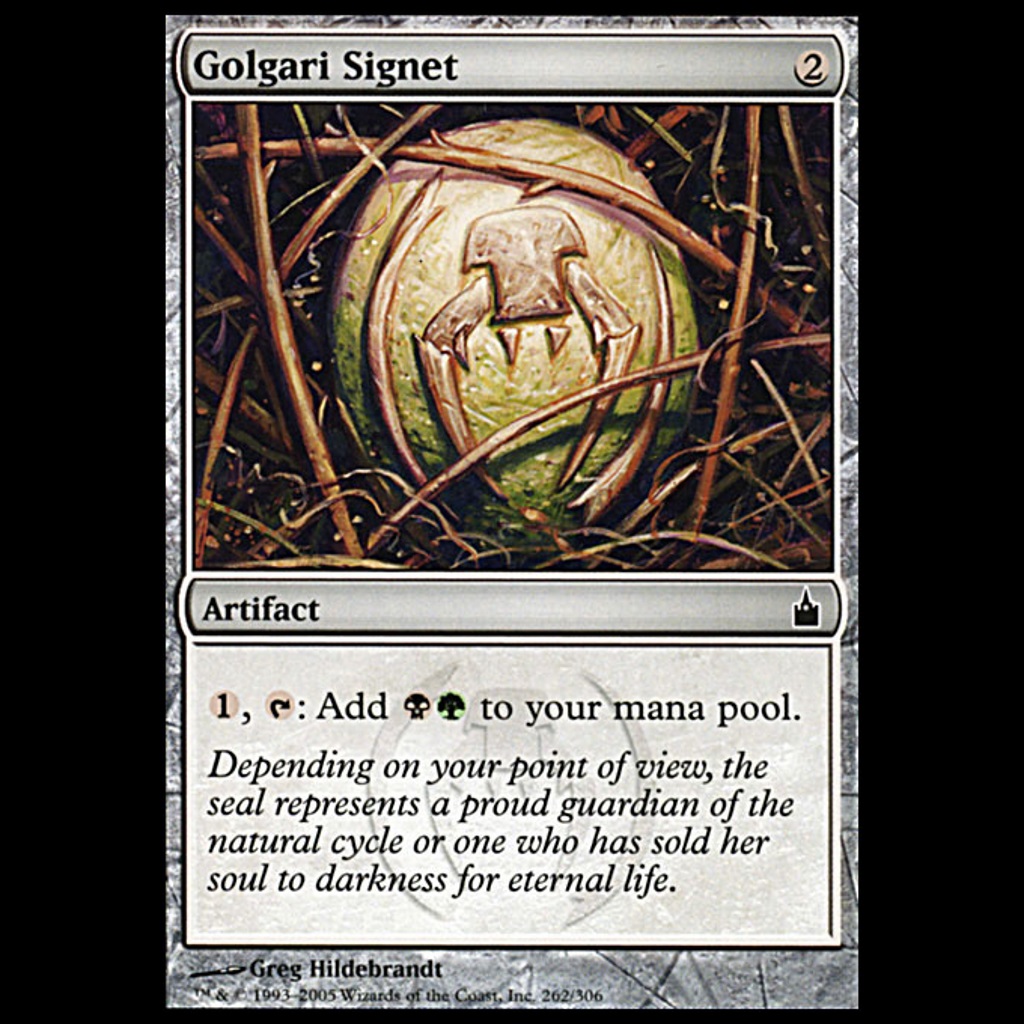 Golgari Signet 2
Artifact
1, : Add to your mana pool.
Depending on your point of view, the
seal represents a proud guardian of the
natural cycle or one who has sold her
soul to darkness for eternal life.
Greg Hildebrandt
™ & © 1993-2005 Wizards of the Coast, Inc. 262/306